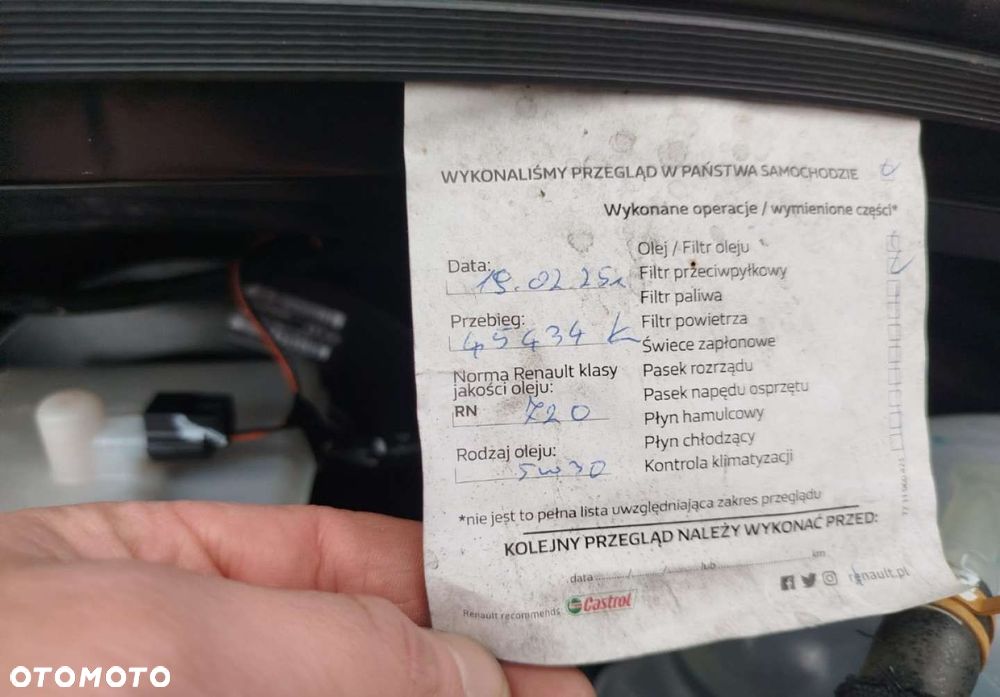 WYKONALIŚMY PRZEGLĄD W PAŃSTWA SAMOCHODZIE
Wykonane operacje / wymienione części*
Data:
19.02.25r
Przebieg:
45434 k
Norma Renault klasy
jakości oleju:
RN 720
Rodzaj oleju:
5w30
Olej / Filtr oleju
Filtr przeciwpyłkowy
Filtr paliwa
Filtr powietrza
Świece zapłonowe
Pasek rozrządu
Pasek napędu osprzętu
Płyn hamulcowy
Płyn chłodzący
Kontrola klimatyzacji
*nie jest to pełna lista uwzględniająca zakres przeglądu
KOLEJNY PRZEGLĄD NALEŻY WYKONAĆ PRZED:
data ........../........../.......... lub .......... km
Renault recommends Castrol
renault.pl
OTOMOTO